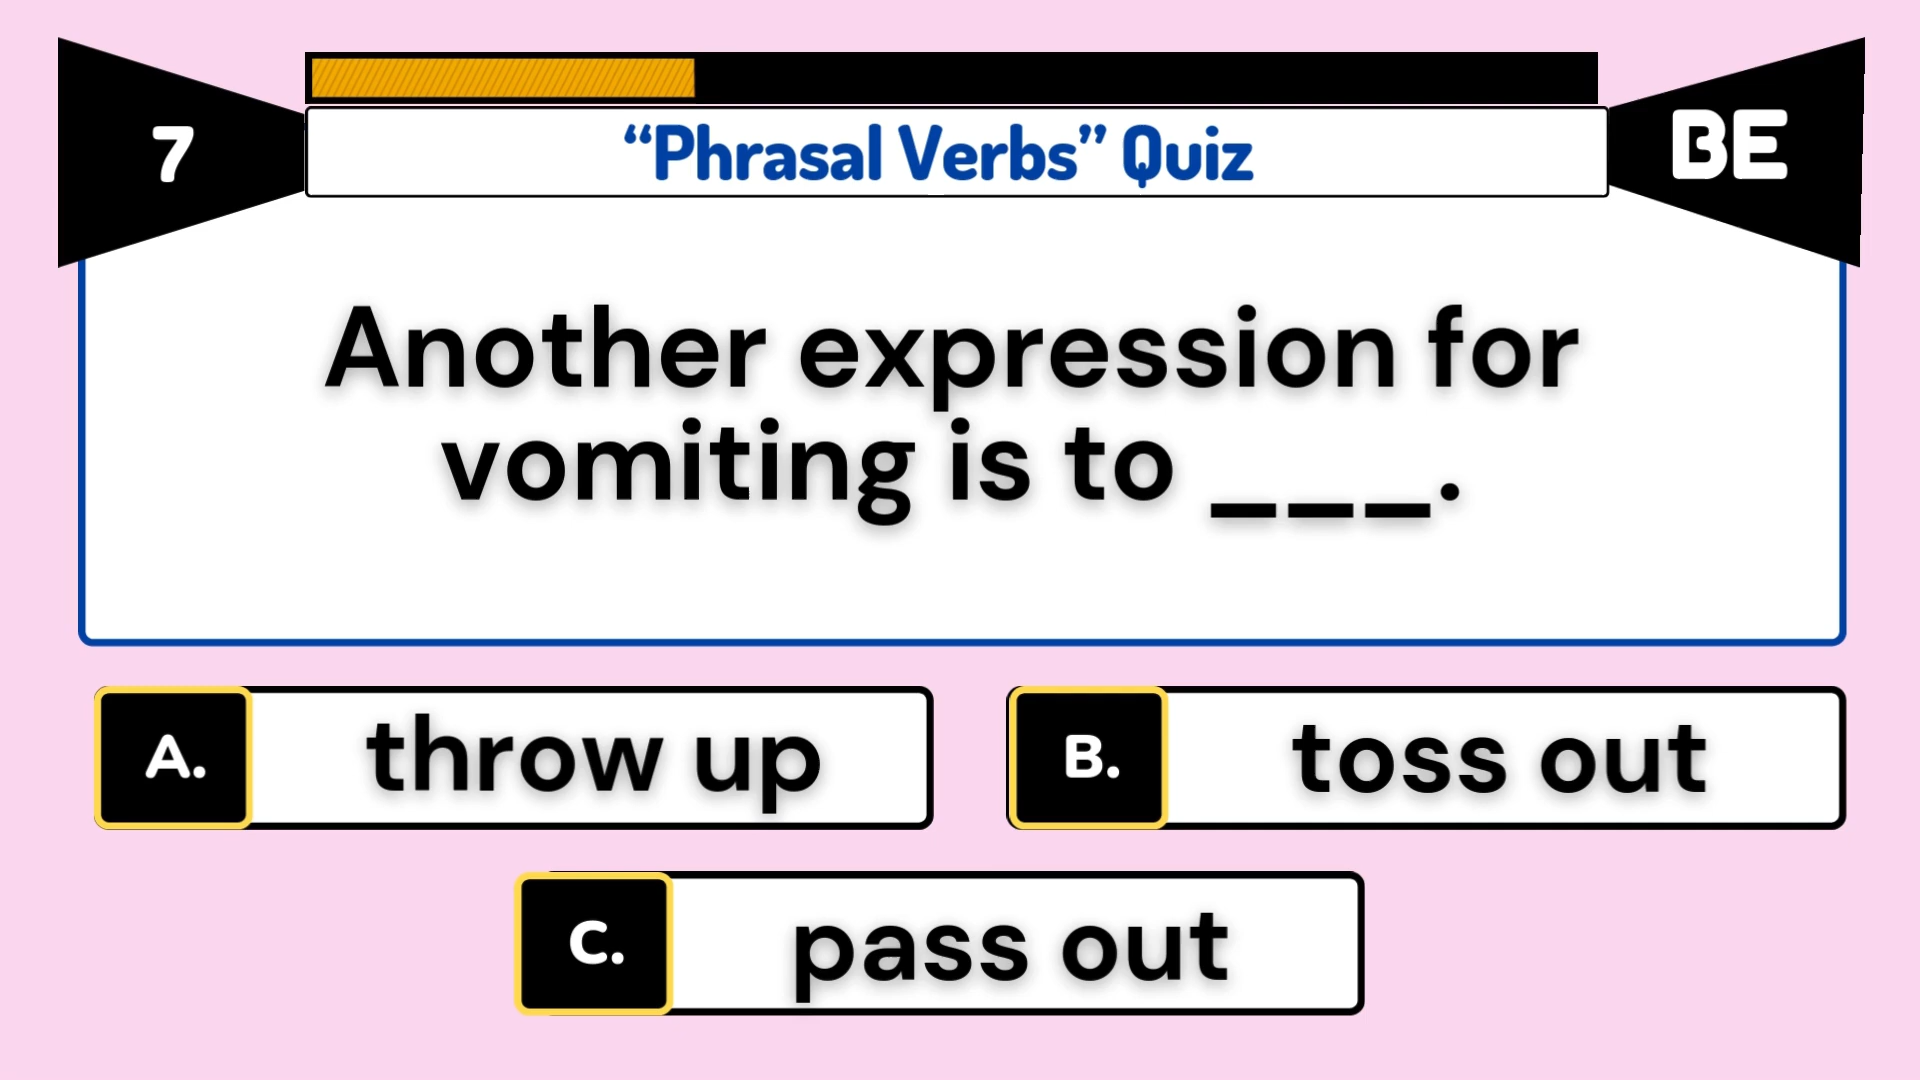 7
“Phrasal Verbs” Quiz
BE
Another expression for
vomiting is to ___.
A. throw up
B. toss out
C. pass out